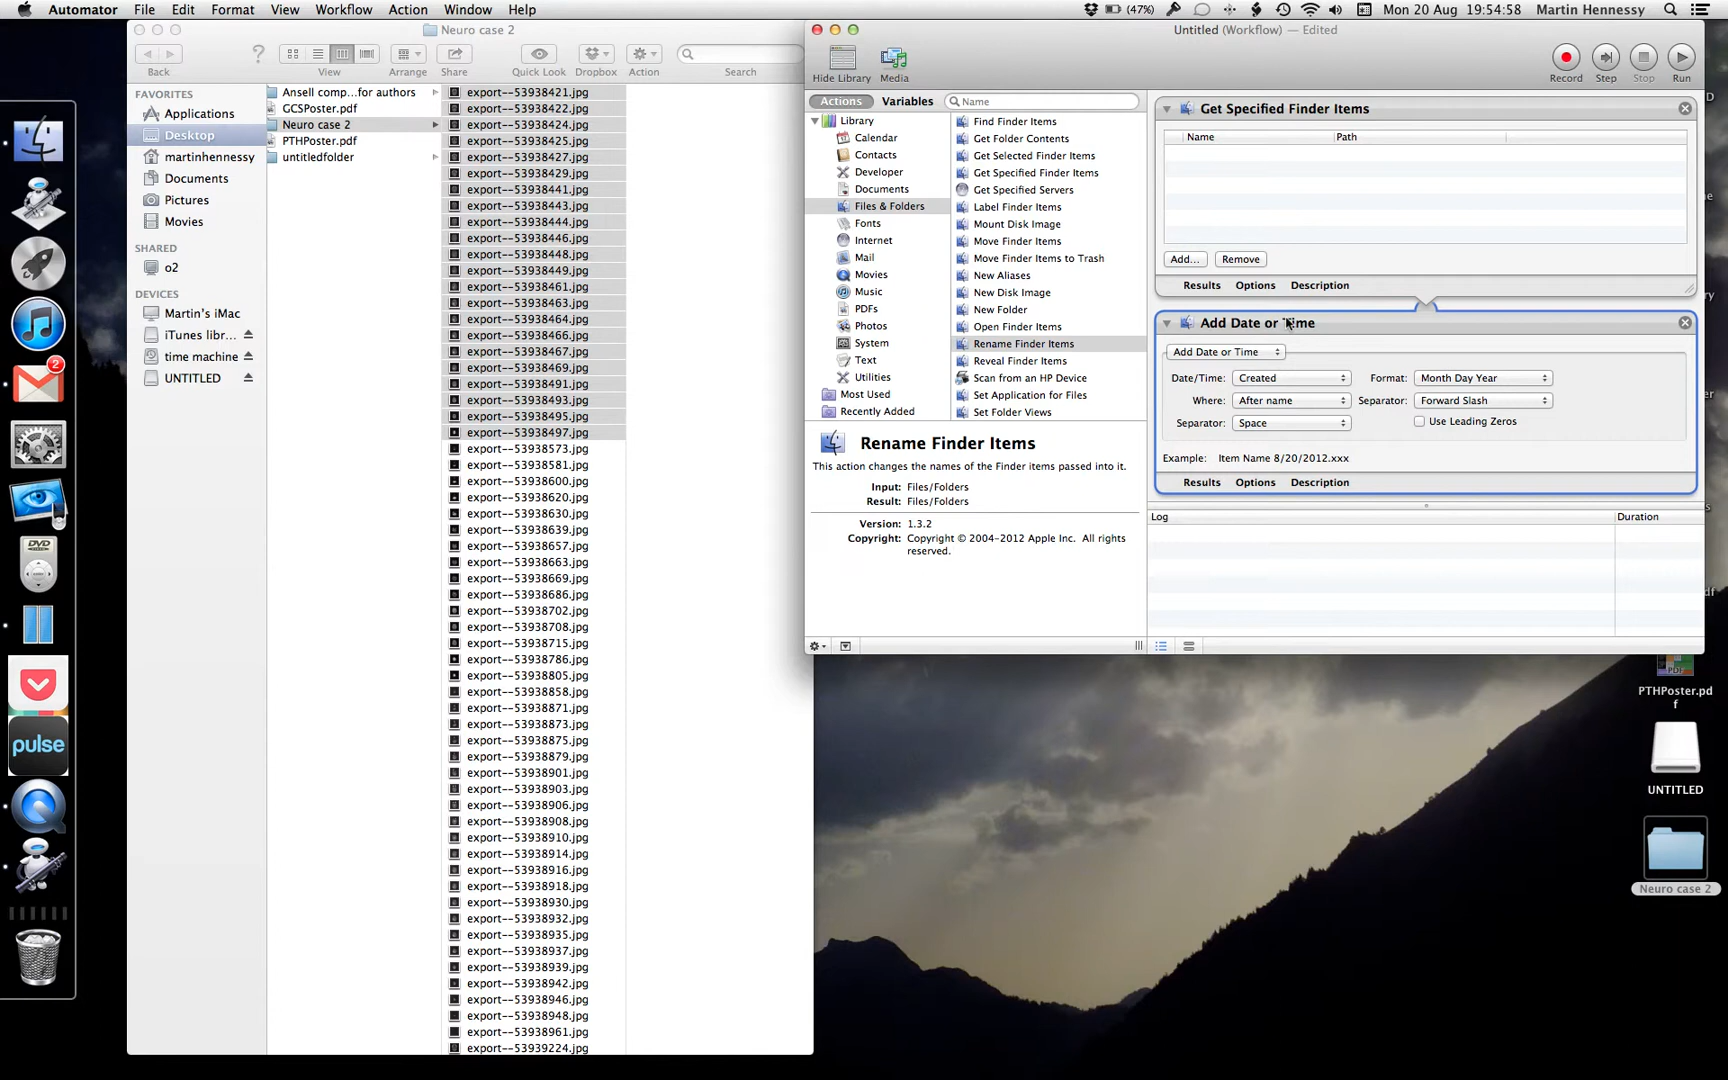 Automator File Edit Format View Workflow Action Window Help
(47%) Mon 20 Aug 19:54:58 Martin Hennessy
Neuro case 2
Back View Arrange Share Quick Look Dropbox Action Search
FAVORITES
Applications
Desktop
martinhennessy
Documents
Pictures
Movies
SHARED
o2
DEVICES
Martin's iMac
iTunes libr...
time machine
UNTITLED
Ansell comp...for authors
GCSPoster.pdf
Neuro case 2
PTHPoster.pdf
untitledfolder
export--53938421.jpg
export--53938422.jpg
export--53938424.jpg
export--53938425.jpg
export--53938427.jpg
export--53938429.jpg
export--53938441.jpg
export--53938443.jpg
export--53938444.jpg
export--53938446.jpg
export--53938448.jpg
export--53938449.jpg
export--53938461.jpg
export--53938463.jpg
export--53938464.jpg
export--53938466.jpg
export--53938467.jpg
export--53938469.jpg
export--53938491.jpg
export--53938493.jpg
export--53938495.jpg
export--53938497.jpg
export--53938573.jpg
export--53938581.jpg
export--53938600.jpg
export--53938620.jpg
export--53938630.jpg
export--53938639.jpg
export--53938657.jpg
export--53938663.jpg
export--53938669.jpg
export--53938686.jpg
export--53938702.jpg
export--53938708.jpg
export--53938715.jpg
export--53938786.jpg
export--53938805.jpg
export--53938858.jpg
export--53938871.jpg
export--53938873.jpg
export--53938875.jpg
export--53938879.jpg
export--53938901.jpg
export--53938903.jpg
export--53938906.jpg
export--53938908.jpg
export--53938910.jpg
export--53938914.jpg
export--53938916.jpg
export--53938918.jpg
export--53938930.jpg
export--53938932.jpg
export--53938935.jpg
export--53938937.jpg
export--53938939.jpg
export--53938942.jpg
export--53938946.jpg
export--53938948.jpg
export--53938961.jpg
export--53939224.jpg
Untitled (Workflow) — Edited
Hide Library Media Record Step Stop Run
Actions Variables Name
Library
Calendar
Contacts
Developer
Documents
Files & Folders
Fonts
Internet
Mail
Movies
Music
PDFs
Photos
System
Text
Utilities
Most Used
Recently Added
Find Finder Items
Get Folder Contents
Get Selected Finder Items
Get Specified Finder Items
Get Specified Servers
Label Finder Items
Mount Disk Image
Move Finder Items
Move Finder Items to Trash
New Aliases
New Disk Image
New Folder
Open Finder Items
Rename Finder Items
Reveal Finder Items
Scan from an HP Device
Set Application for Files
Set Folder Views
Rename Finder Items
This action changes the names of the Finder items passed into it.
Input: Files/Folders
Result: Files/Folders
Version: 1.3.2
Copyright: Copyright © 2004-2012 Apple Inc. All rights
reserved.
Get Specified Finder Items
Name Path
Add... Remove
Results Options Description
Add Date or Time
Add Date or Time
Date/Time: Created Format: Month Day Year
Where: After name Separator: Forward Slash
Separator: Space Use Leading Zeros
Example: Item Name 8/20/2012.xxx
Results Options Description
Log Duration
2
DVD
pulse
PTHPoster.pd
f
UNTITLED
Neuro case 2